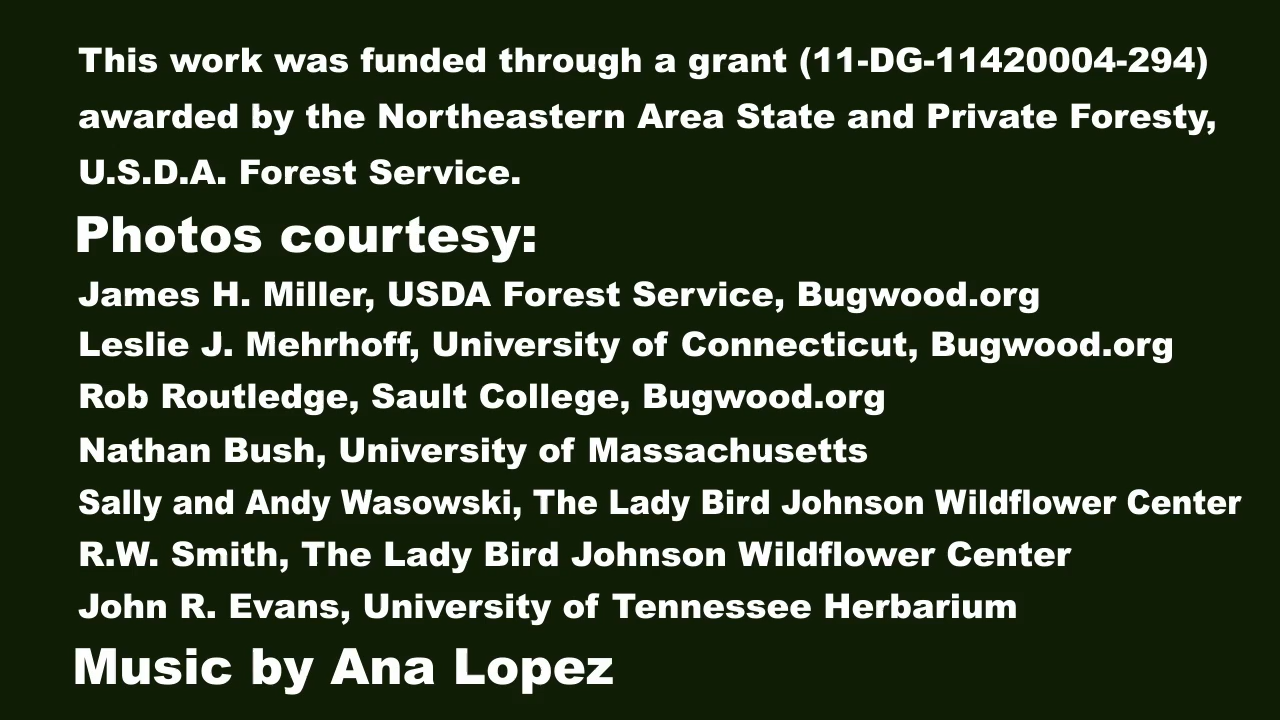 This work was funded through a grant (11-DG-11420004-294)
awarded by the Northeastern Area State and Private Foresty,
U.S.D.A. Forest Service.
Photos courtesy:
James H. Miller, USDA Forest Service, Bugwood.org
Leslie J. Mehrhoff, University of Connecticut, Bugwood.org
Rob Routledge, Sault College, Bugwood.org
Nathan Bush, University of Massachusetts
Sally and Andy Wasowski, The Lady Bird Johnson Wildflower Center
R.W. Smith, The Lady Bird Johnson Wildflower Center
John R. Evans, University of Tennessee Herbarium
Music by Ana Lopez